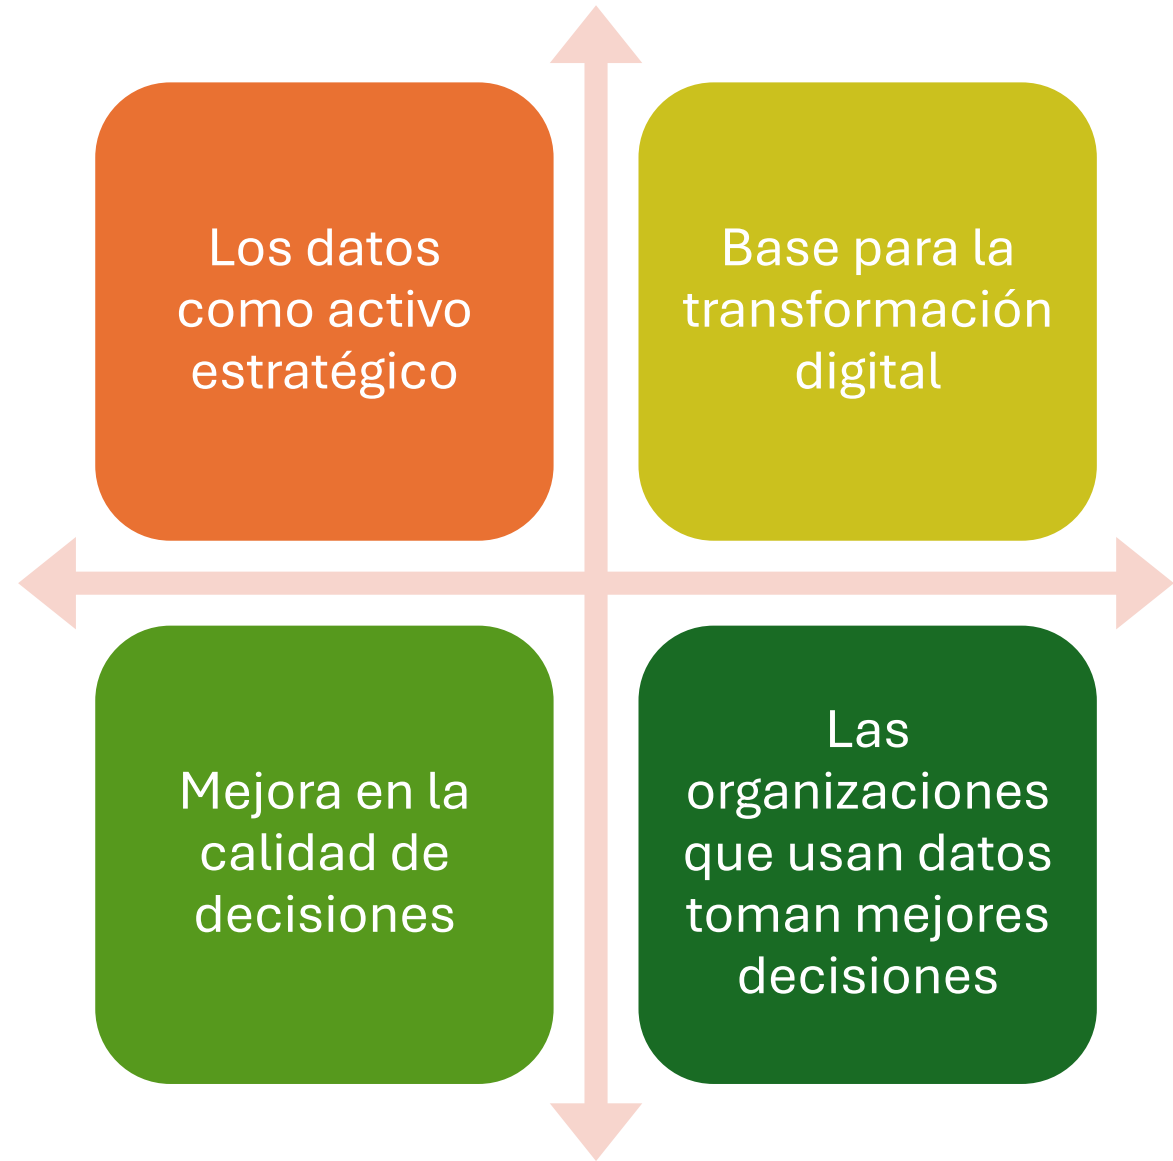 Los datos
como activo
estratégico
Base para la
transformación
digital
Mejora en la
calidad de
decisiones
Las
organizaciones
que usan datos
toman mejores
decisiones